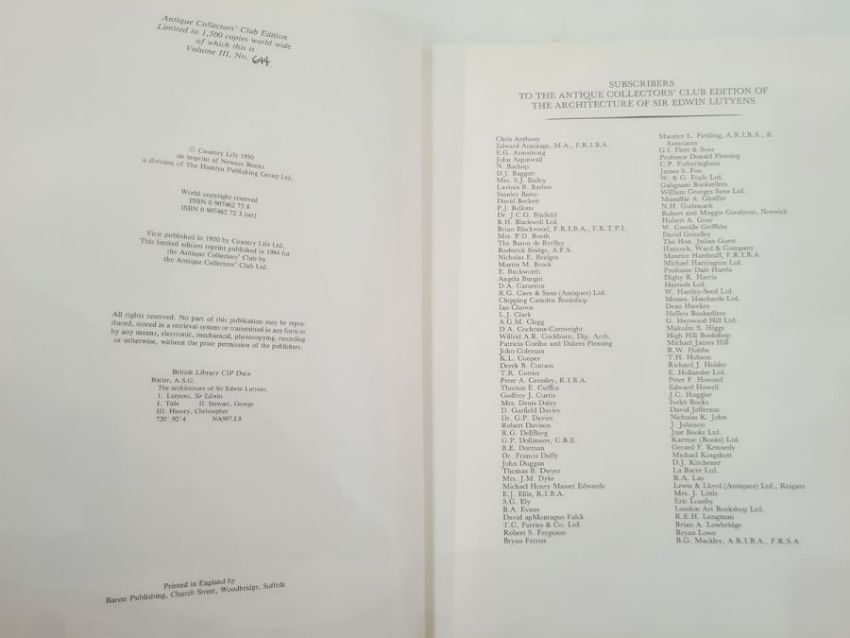 Antique Collectors' Club Edition
Limited to 1,500 copies world wide
of which this is
Volume III, No. 644.
© Country Life 1950
an imprint of Newnes Books
a division of The Hamlyn Publishing Group Ltd.
World copyright reserved
ISBN 0 907462 75 8
ISBN 0 907462 72 3 (set)
First published in 1950 by Country Life Ltd.
This limited edition reprint published in 1984 for
the Antique Collectors' Club by
the Antique Collectors' Club Ltd.
All rights reserved. No part of this publication may be repro-
duced, stored in a retrieval system or transmitted in any form or
by any means, electronic, mechanical, photocopying, recording
or otherwise, without the prior permission of the publishers.
British Library CIP Data
Butler, A.S.G.
The architecture of Sir Edwin Lutyens.
1. Lutyens, Sir Edwin
I. Title II. Stewart, George
III. Hussey, Christopher
720'.92'4 NA997.L8
Printed in England by
Baron Publishing, Church Street, Woodbridge, Suffolk
SUBSCRIBERS
TO THE ANTIQUE COLLECTORS' CLUB EDITION OF
THE ARCHITECTURE OF SIR EDWIN LUTYENS
Chris Anthony
Edward Armitage, M.A., F.R.I.B.A.
E.G. Armstrong
John Aspinwall
N. Backop
D.J. Baggott
Mrs. S.J. Bailey
Lavinia B. Barlow
Stanley Bates
David Beckett
P.J. Bellotte
Dr. J.C.G. Binfield
B.H. Blackwell Ltd.
Brian Blackwood, F.R.I.B.A., F.R.T.P.I.
Mrs. P.D. Booth
The Baron de Breffny
Roderick Bridge, A.F.S.
Nicholas E. Bridges
Martin M. Brook
E. Buckworth
Angela Burgin
D.A. Cameron
R.G. Cave & Sons (Antiques) Ltd.
Chipping Camden Bookshop
Ian Chown
L.J. Clark
A.G.M. Clegg
D.A. Cochrane-Cartwright
Wilfrid A.R. Cockburn, Dip. Arch.
Patricia Coelho and Dakers Fleming
John Coleman
K.L. Cooper
Derek B. Cottam
T.R. Cottier
Peter A. Crossley, R.I.B.A.
Thomas E. Cufflin
Godfrey J. Curtis
Mrs. Denis Daley
D. Garfield Davies
Dr. G.P. Davies
Robert Davison
R.G. DellBorg
G.P. Dollimore, C.B.E.
B.E. Dorman
Dr. Francis Duffy
John Duggan
Thomas B. Dwyer
Mrs. J.M. Dyke
Michael Henry Masset Edwards
E.J. Ellis, R.I.B.A.
S.G. Ely
B.A. Evans
David apMontague Falck
T.C. Farries & Co. Ltd.
Robert S. Ferguson
Bryan Ferriss
Maurice L. Fielding, A.R.I.B.A., &
Associates
G.I. Fleet & Sons
Professor Donald Fleming
C.P. Fotheringham
James S. Fox
W. & G. Foyle Ltd.
Galignani Booksellers
William Georges Sons Ltd.
Muzaffar A. Ghaffar
N.H. Godsmark
Robert and Maggie Goodyear, Norwich
Hubert A. Gray
W. Greville Griffiths
David Grindley
The Hon. Julian Guest
Hancock, Ward & Company
Maurice Hardstaff, F.R.I.B.A.
Michael Harrington Ltd.
Professor Dale Harris
Digby R. Harris
Harrods Ltd.
W. Hartley-Seed Ltd.
Messrs. Hatchards Ltd.
Dean Hawkes
Heffers Booksellers
G. Heywood Hill Ltd.
Malcolm S. Higgs
High Hill Bookshop
Michael James Hill
R.W. Hobbs
T.H. Hobson
Richard J. Holder
E. Hollander Ltd.
Peter F. Howard
Edward Howell
J.C. Huggler
Ivelet Books
David Jefferson
Nicholas K. John
J. Johnson
Just Books Ltd.
Karmac (Books) Ltd.
Gerard F. Kennedy
Michael Kingshott
D.J. Kitchener
La Barre Ltd.
R.A. Lay
Lewis & Lloyd (Antiques) Ltd., Reigate
Mrs. J. Little
Eric Loasby
London Art Bookshop Ltd.
R.E.H. Longman
Brian A. Lowbridge
Bryan Lowe
B.G. Mackley, A.R.I.B.A., F.R.S.A.